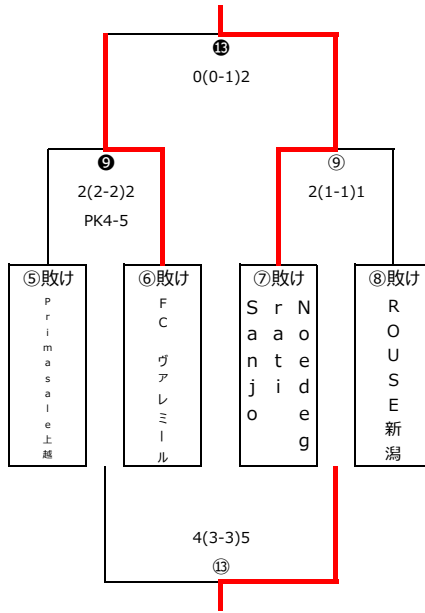 ⓭
0(0-1)2
❾
⑨
2(2-2)2
2(1-1)1
PK4-5
⑤敗け
⑥敗け
⑦敗け
⑧敗け
Primasale上越
FC ヴァレミール
Noedeg
rati
Sanjo
ROUSE新潟
4(3-3)5
⑬